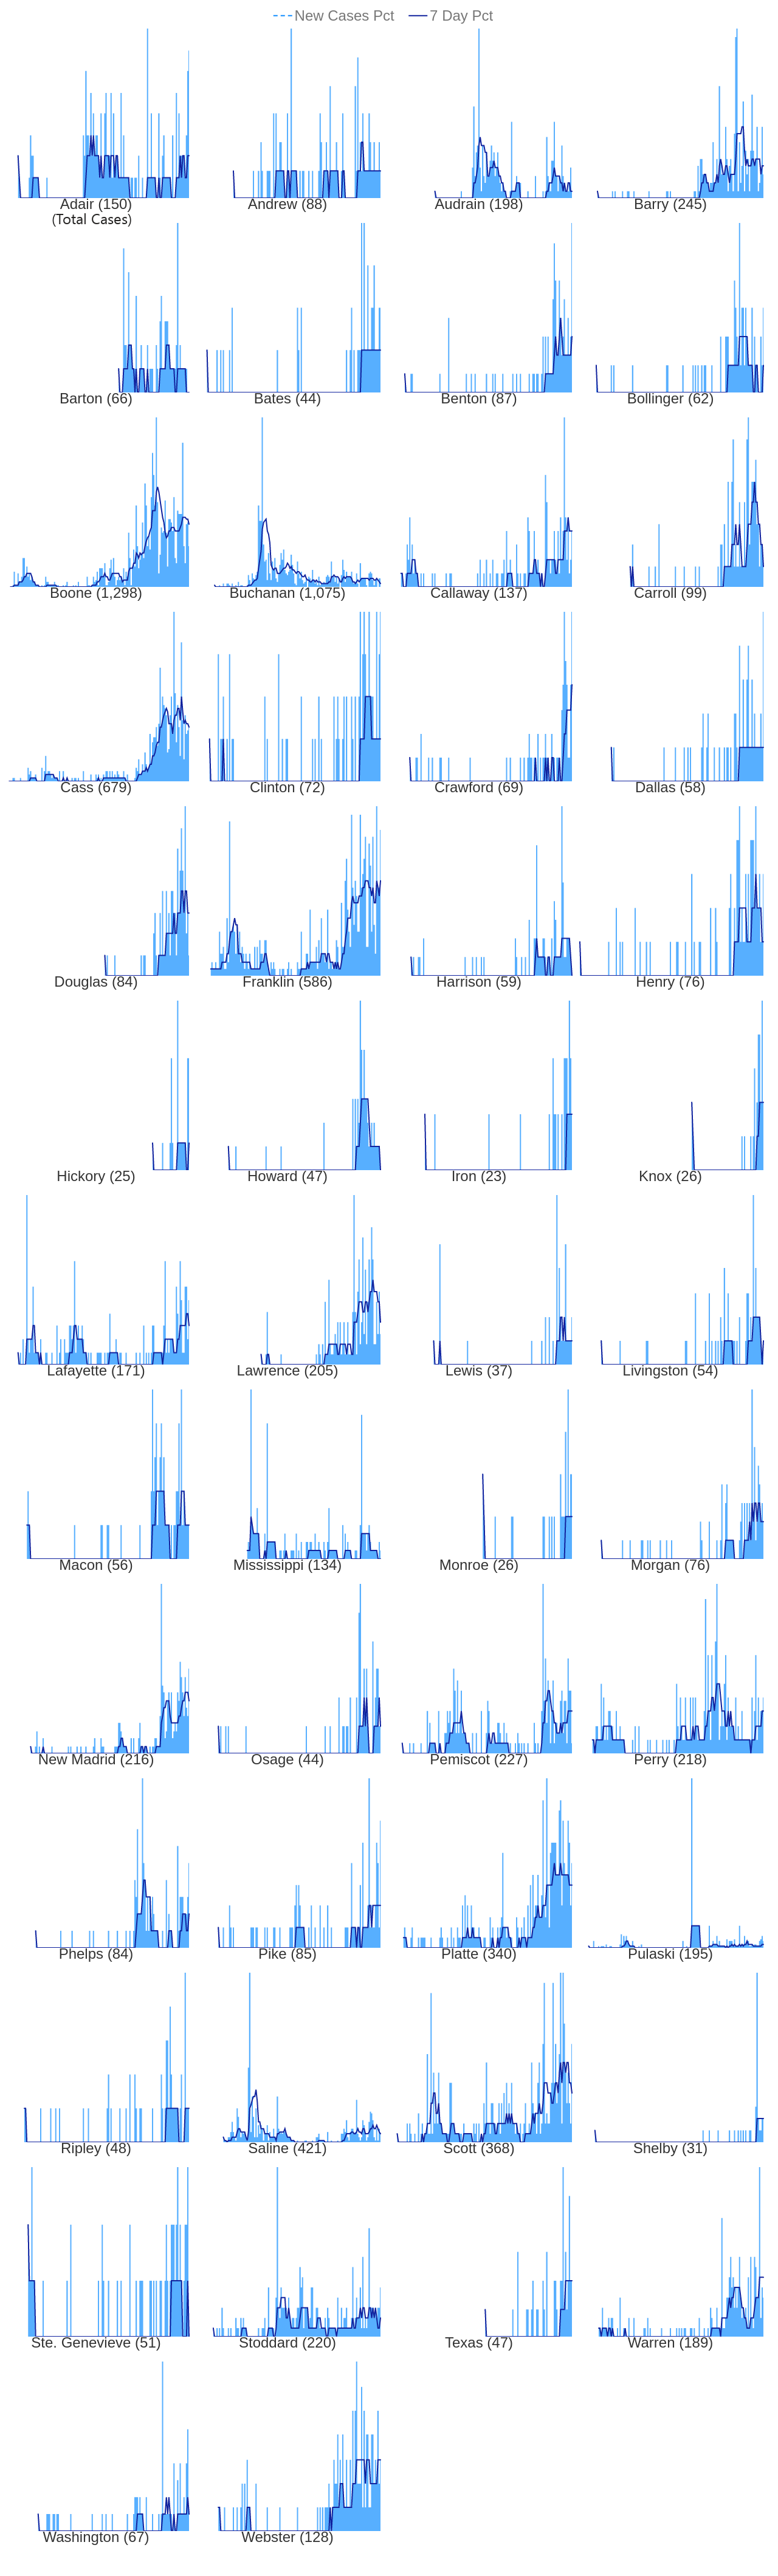 New Cases Pct 7 Day Pct
Adair (150) Andrew (88) Audrain (198) Barry (245)
(Total Cases)
Barton (66) Bates (44) Benton (87) Bollinger (62)
Boone (1,298) Buchanan (1,075) Callaway (137) Carroll (99)
Cass (679) Clinton (72) Crawford (69) Dallas (58)
Douglas (84) Franklin (586) Harrison (59) Henry (76)
Hickory (25) Howard (47) Iron (23) Knox (26)
Lafayette (171) Lawrence (205) Lewis (37) Livingston (54)
Macon (56) Mississippi (134) Monroe (26) Morgan (76)
New Madrid (216) Osage (44) Pemiscot (227) Perry (218)
Phelps (84) Pike (85) Platte (340) Pulaski (195)
Ripley (48) Saline (421) Scott (368) Shelby (31)
Ste. Genevieve (51) Stoddard (220) Texas (47) Warren (189)
Washington (67) Webster (128)